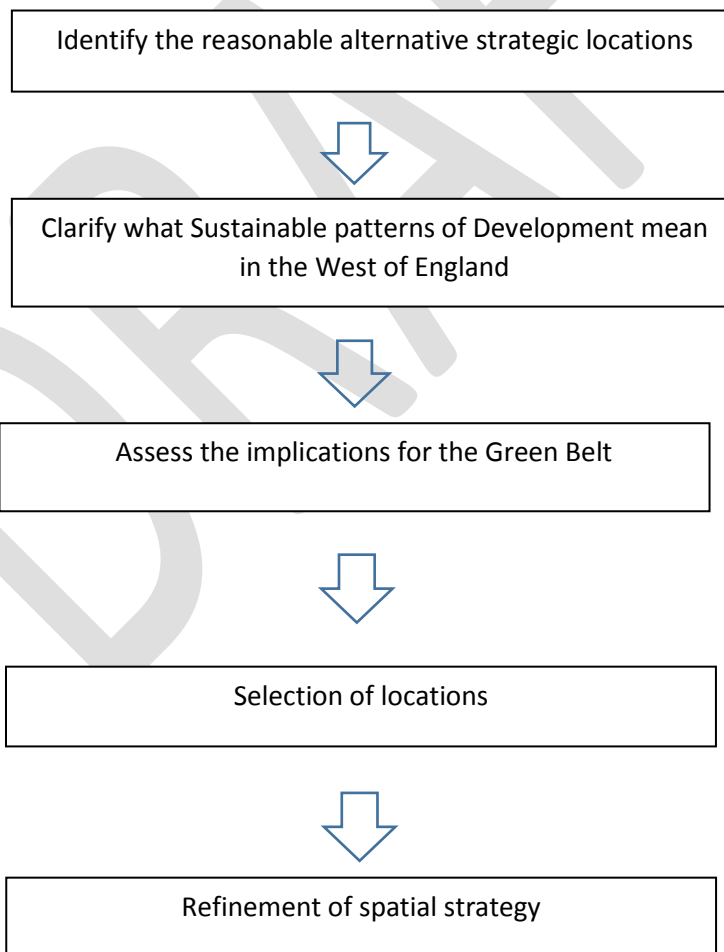 Identify the reasonable alternative strategic locations
Clarify what Sustainable patterns of Development mean
in the West of England
Assess the implications for the Green Belt
Selection of locations
Refinement of spatial strategy
DRAF